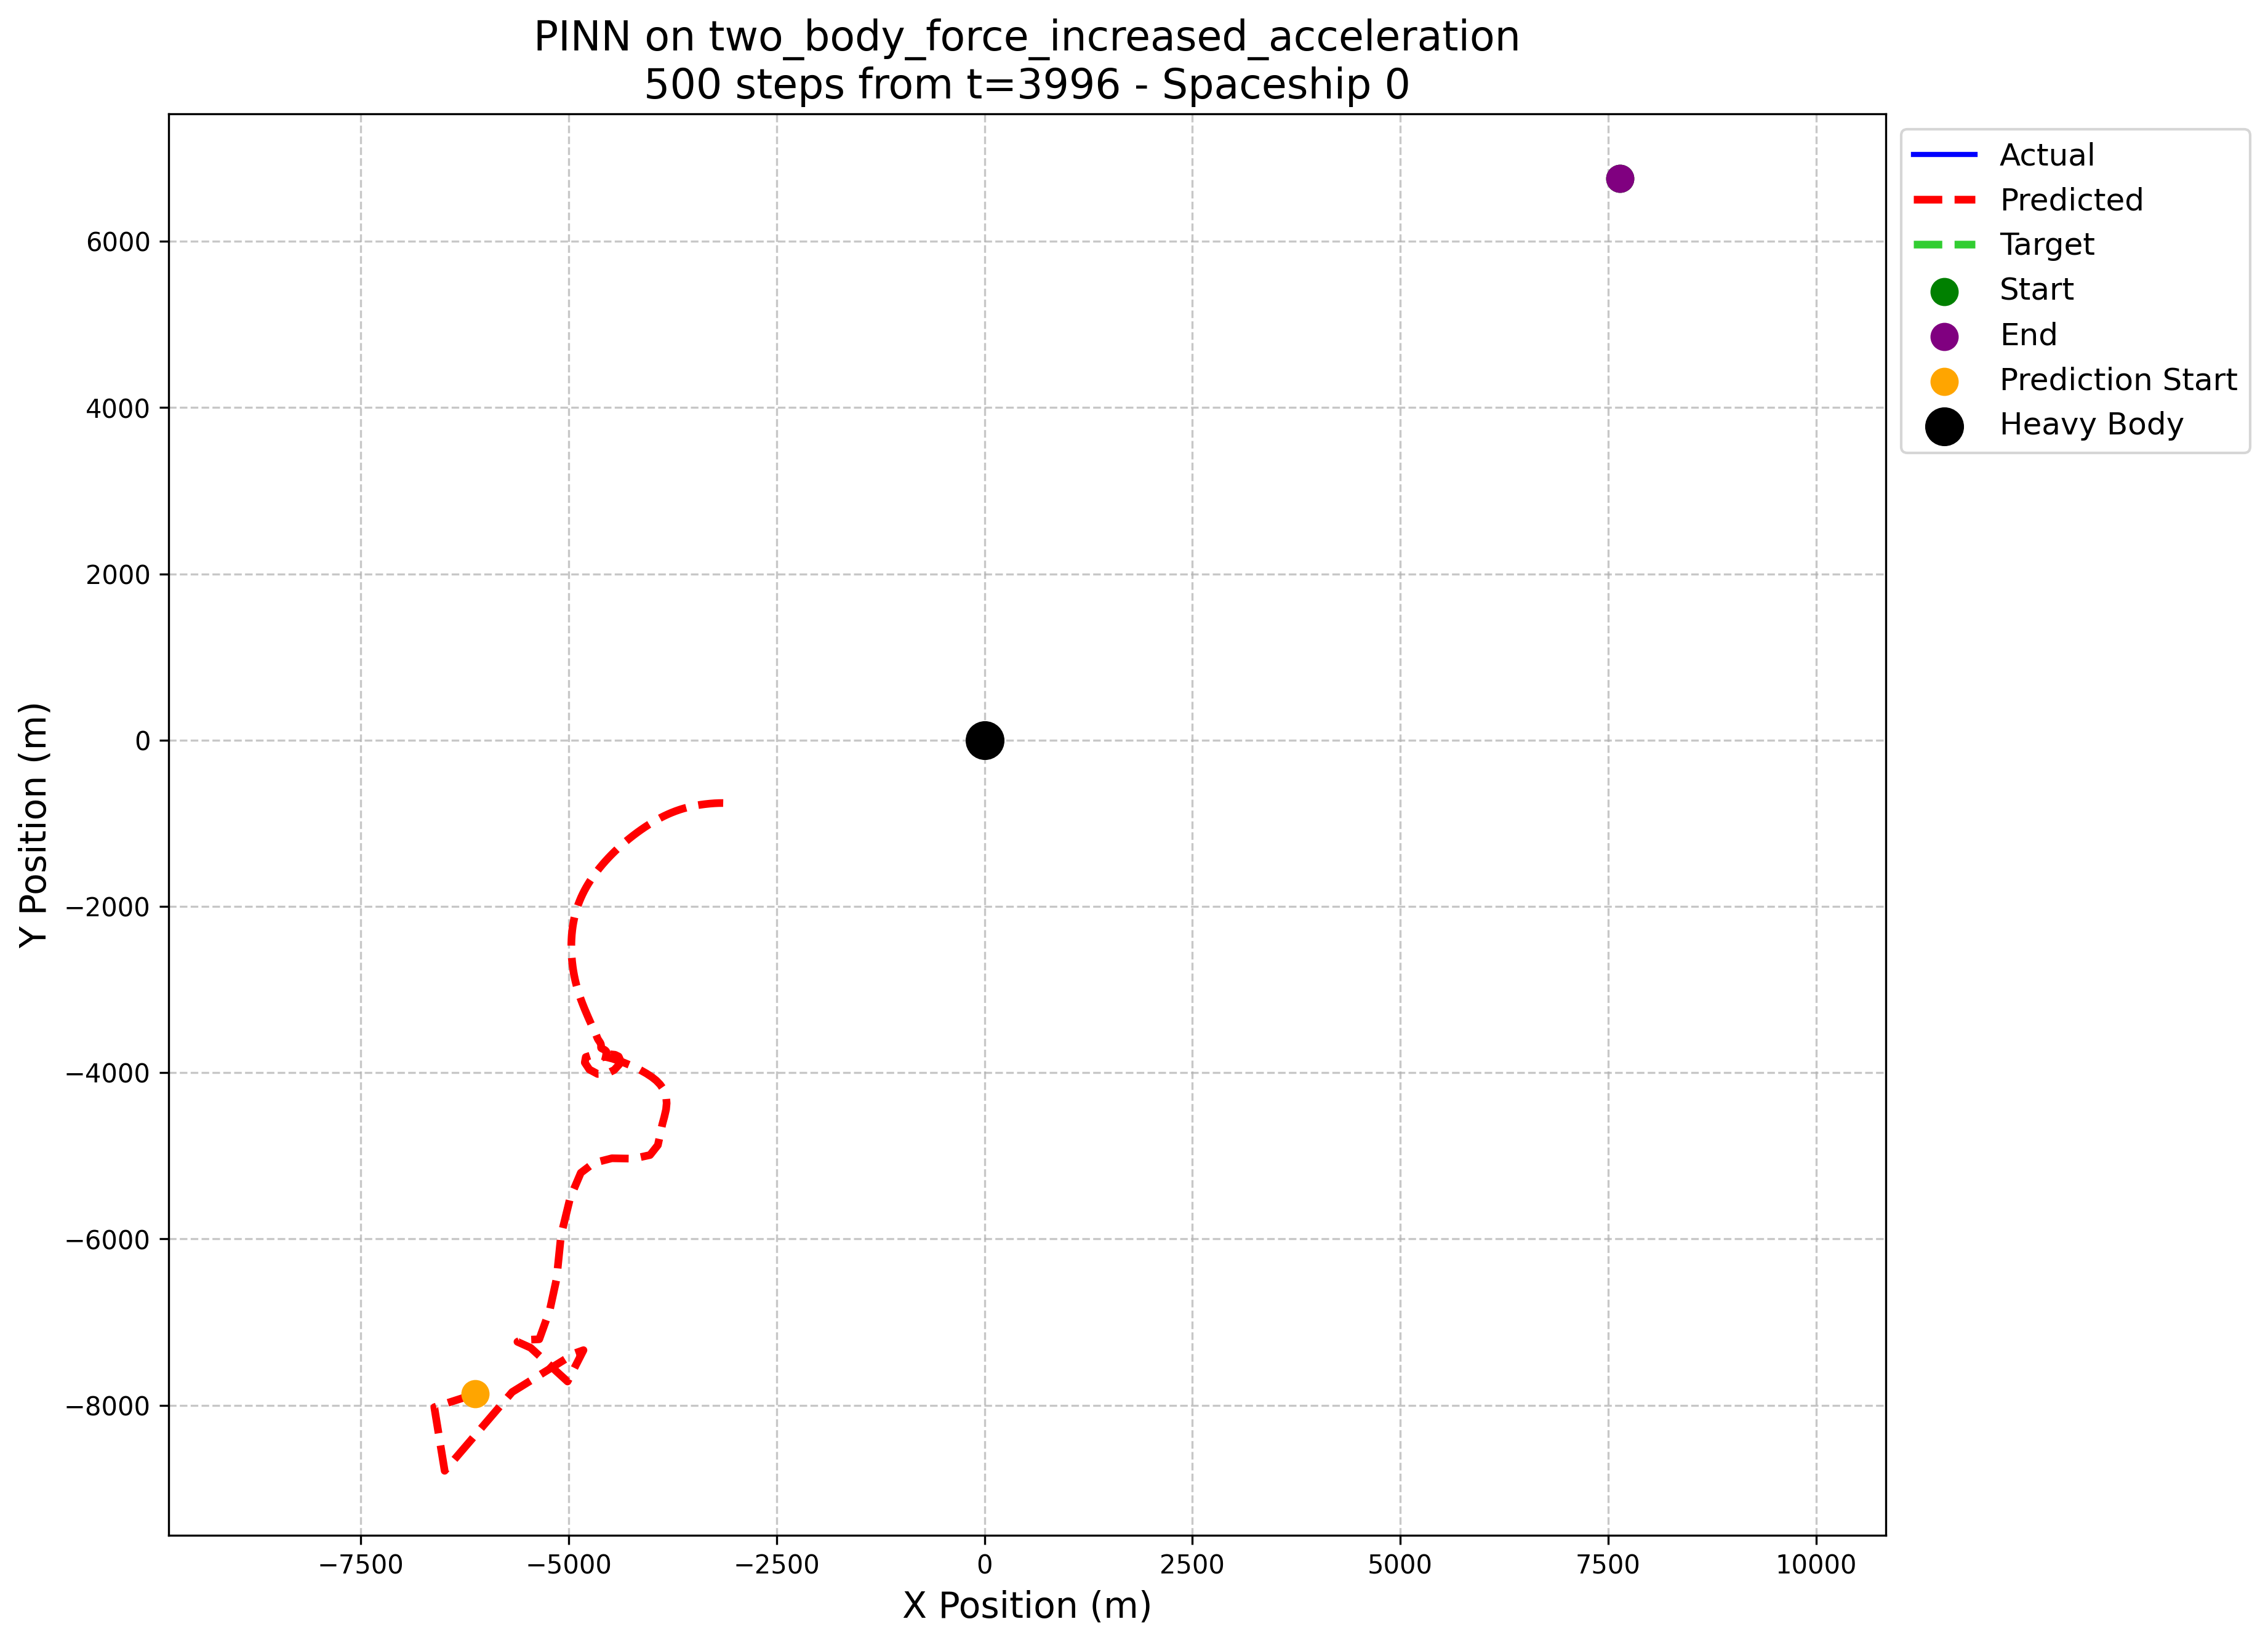 PINN on two_body_force_increased_acceleration
500 steps from t=3996 - Spaceship 0
Actual
Predicted
Target
Start
End
Prediction Start
Heavy Body
Y Position (m)
6000
4000
2000
0
−2000
−4000
−6000
−8000
−7500
−5000
−2500
0
2500
5000
7500
10000
X Position (m)